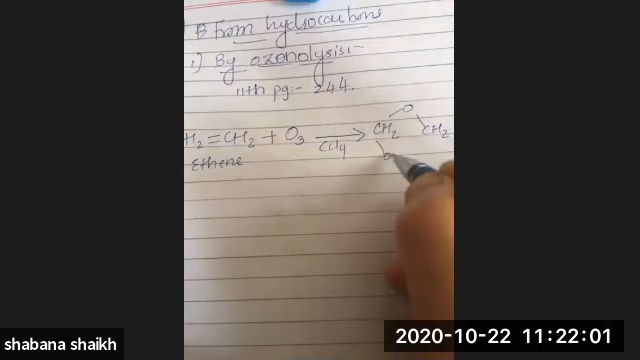 B From hydrocarbons
1) By ozonolysis:-
11th pg:- 244.
H2 = CH2 + O3 → CH2 O CH2
CCl4 O
Ethene
shabana shaikh
2020-10-22 11:22:01